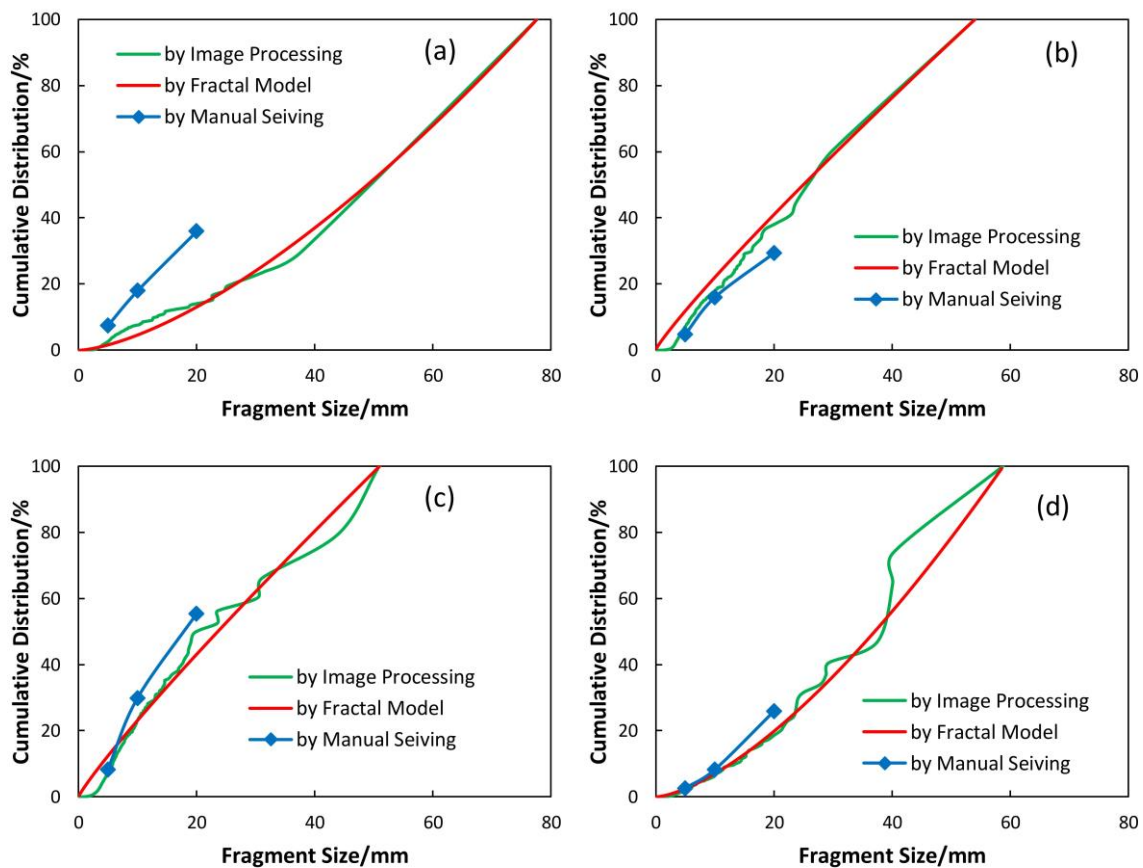 (a)
by Image Processing
by Fractal Model
by Manual Seiving
Cumulative Distribution/%
100
80
60
40
20
0
0 20 40 60 80
Fragment Size/mm
(b)
by Image Processing
by Fractal Model
by Manual Seiving
Cumulative Distribution/%
100
80
60
40
20
0
0 20 40 60 80
Fragment Size/mm
(c)
by Image Processing
by Fractal Model
by Manual Seiving
Cumulative Distribution/%
100
80
60
40
20
0
0 20 40 60 80
Fragment Size/mm
(d)
by Image Processing
by Fractal Model
by Manual Seiving
Cumulative Distribution/%
100
80
60
40
20
0
0 20 40 60 80
Fragment Size/mm